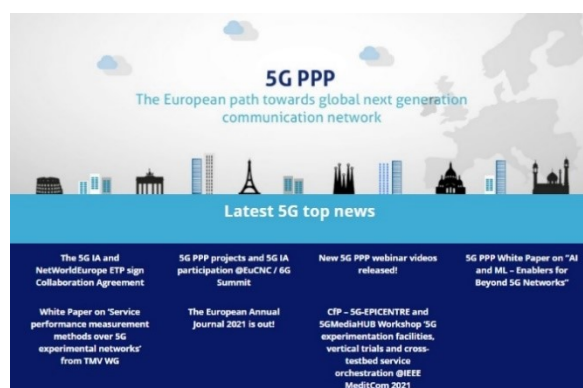 5G PPP
The European path towards global next generation
communication network
Latest 5G top news
The 5G IA and
NetWorldEurope ETP sign
Collaboration Agreement
5G PPP projects and 5G IA
participation @EuCNC / 6G
Summit
New 5G PPP webinar videos
released!
5G PPP White Paper on “AI
and ML – Enablers for
Beyond 5G Networks”
White Paper on ‘Service
performance measurement
methods over 5G
experimental networks’
from TMV WG
The European Annual
Journal 2021 is out!
CfP – 5G-EPICENTRE and
5GMediaHUB Workshop ‘5G
experimentation facilities,
vertical trials and cross-
testbed service
orchestration @IEEE
MeditCom 2021